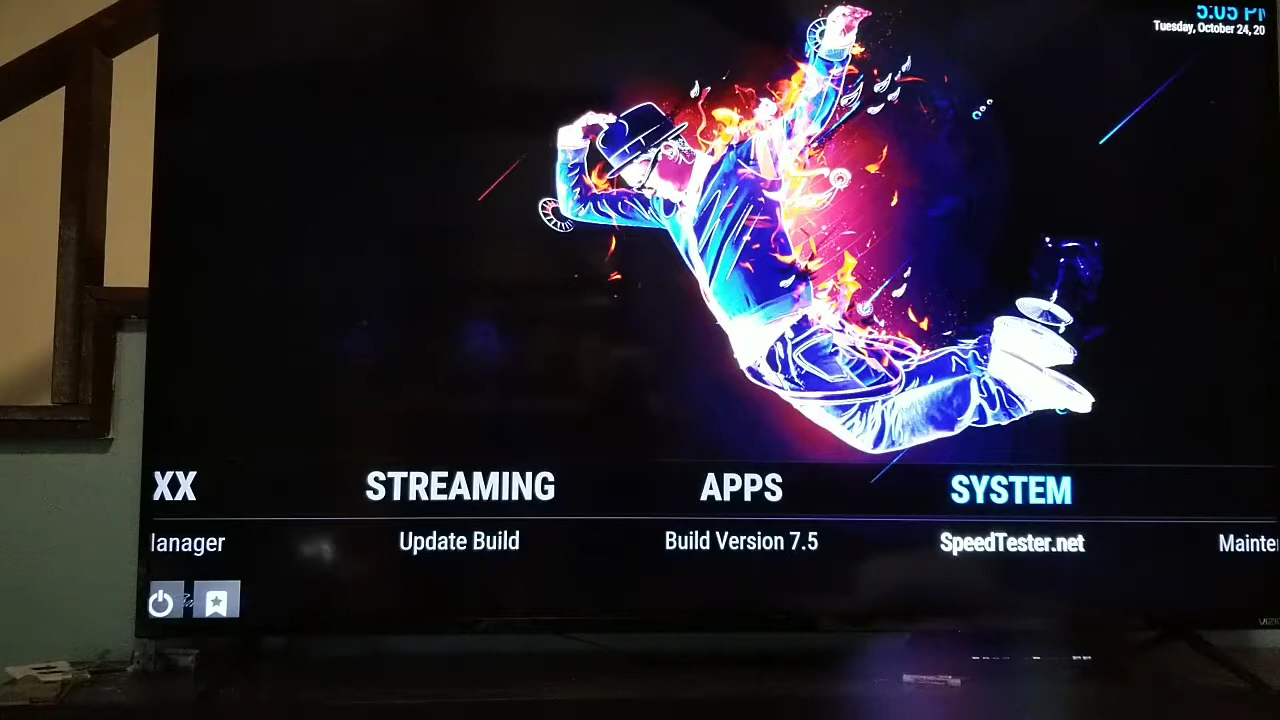 5:05 PM
Tuesday, October 24, 20
XX STREAMING APPS SYSTEM
lanager Update Build Build Version 7.5 SpeedTester.net Mainte
VIZIO